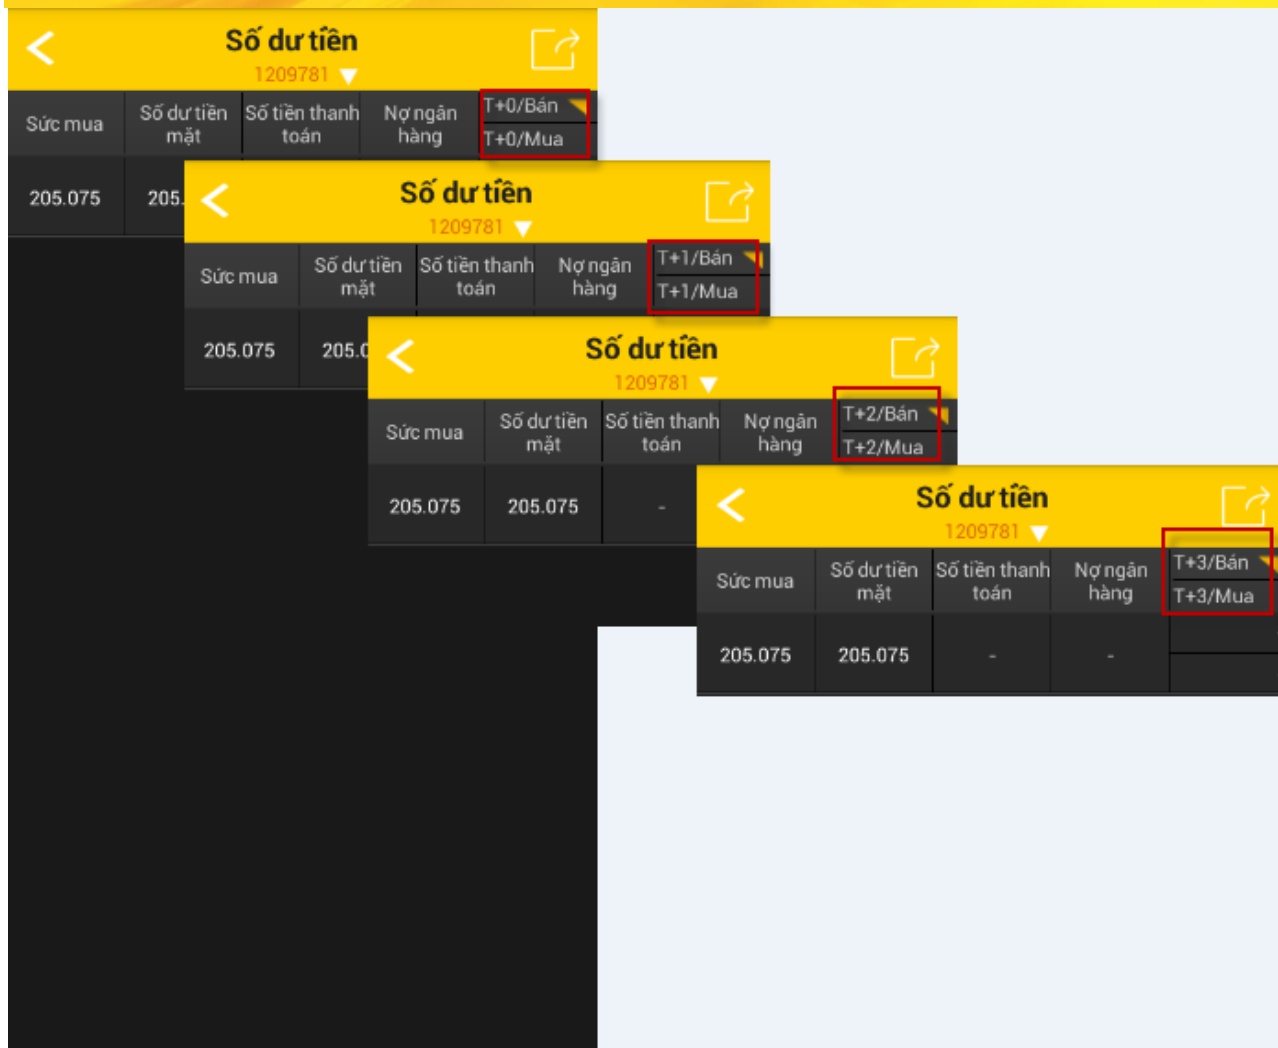 Số dư tiền
1209781
Sức mua
Số dư tiền
mặt
Số tiền thanh
toán
Nợ ngân
hàng
T+0/Bán
T+0/Mua
205.075
205.
Số dư tiền
1209781
Sức mua
Số dư tiền
mặt
Số tiền thanh
toán
Nợ ngân
hàng
T+1/Bán
T+1/Mua
205.075
205.0
Số dư tiền
1209781
Sức mua
Số dư tiền
mặt
Số tiền thanh
toán
Nợ ngân
hàng
T+2/Bán
T+2/Mua
205.075
205.075
-
Số dư tiền
1209781
Sức mua
Số dư tiền
mặt
Số tiền thanh
toán
Nợ ngân
hàng
T+3/Bán
T+3/Mua
205.075
205.075
-
-